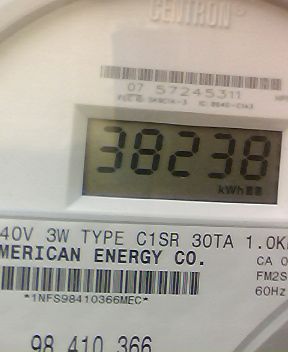 CENTRON®
07 57245311
38238
kWh
40V 3W TYPE C1SR 30TA 1.0K
MERICAN ENERGY CO.
CA 0
FM2S
60Hz
*1NFS98410366MEC*
98 410 366